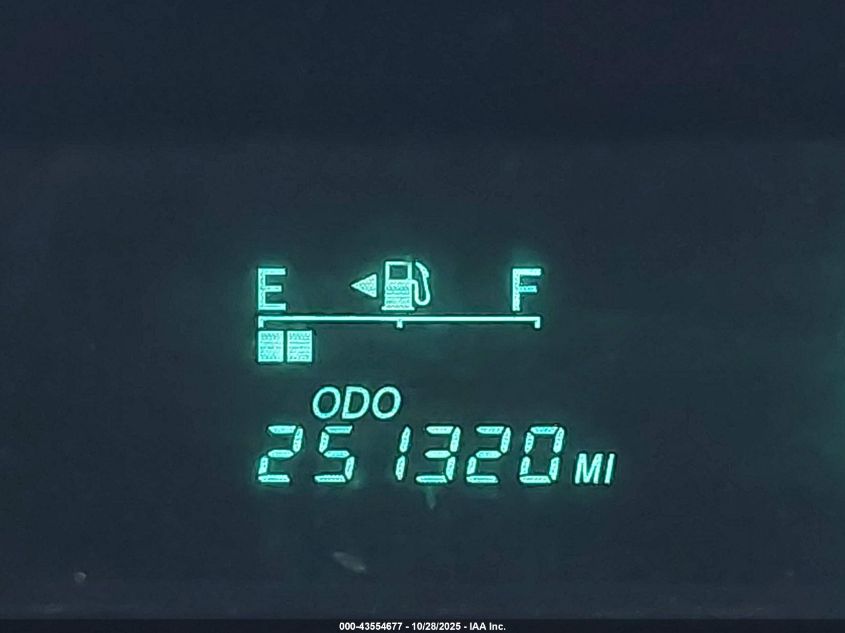 E F
ODO
251320 MI
000-43554677 - 10/28/2025 - IAA Inc.